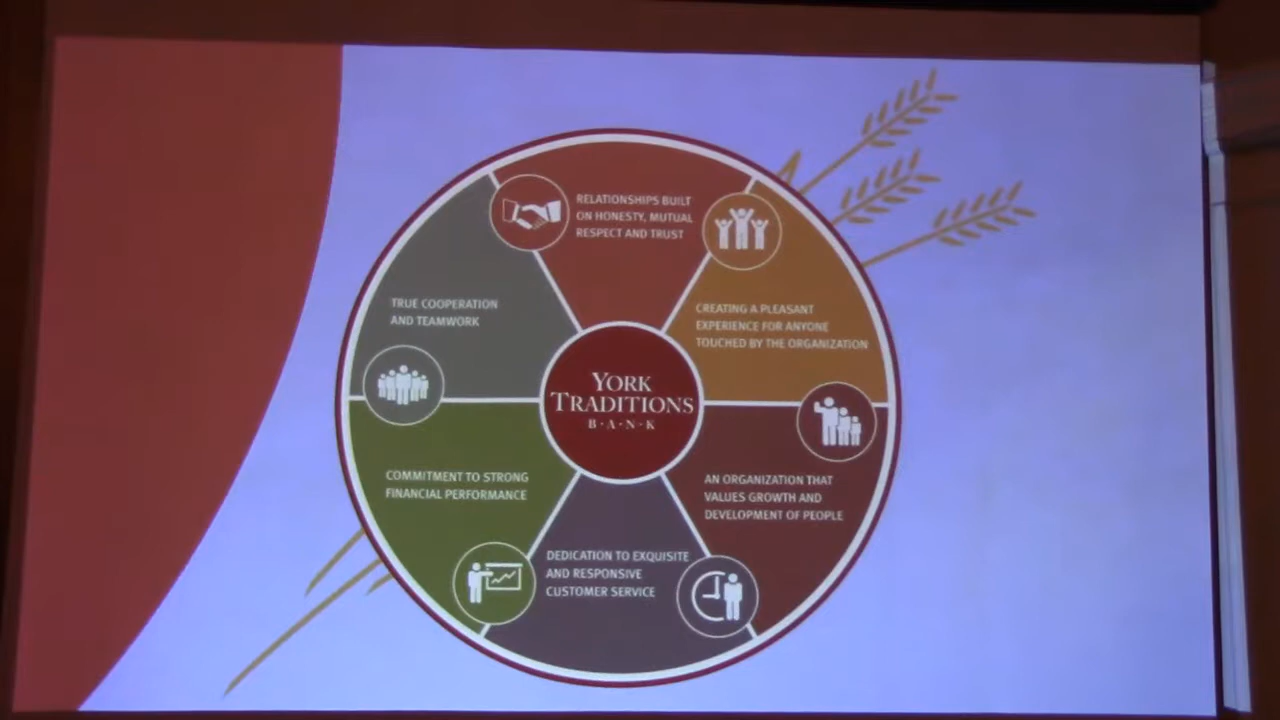 RELATIONSHIPS BUILT
ON HONESTY, MUTUAL
RESPECT AND TRUST
CREATING A PLEASANT
EXPERIENCE FOR ANYONE
TOUCHED BY THE ORGANIZATION
AN ORGANIZATION THAT
VALUES GROWTH AND
DEVELOPMENT OF PEOPLE
DEDICATION TO EXQUISITE
AND RESPONSIVE
CUSTOMER SERVICE
COMMITMENT TO STRONG
FINANCIAL PERFORMANCE
TRUE COOPERATION
AND TEAMWORK
YORK
TRADITIONS
B·A·N·K